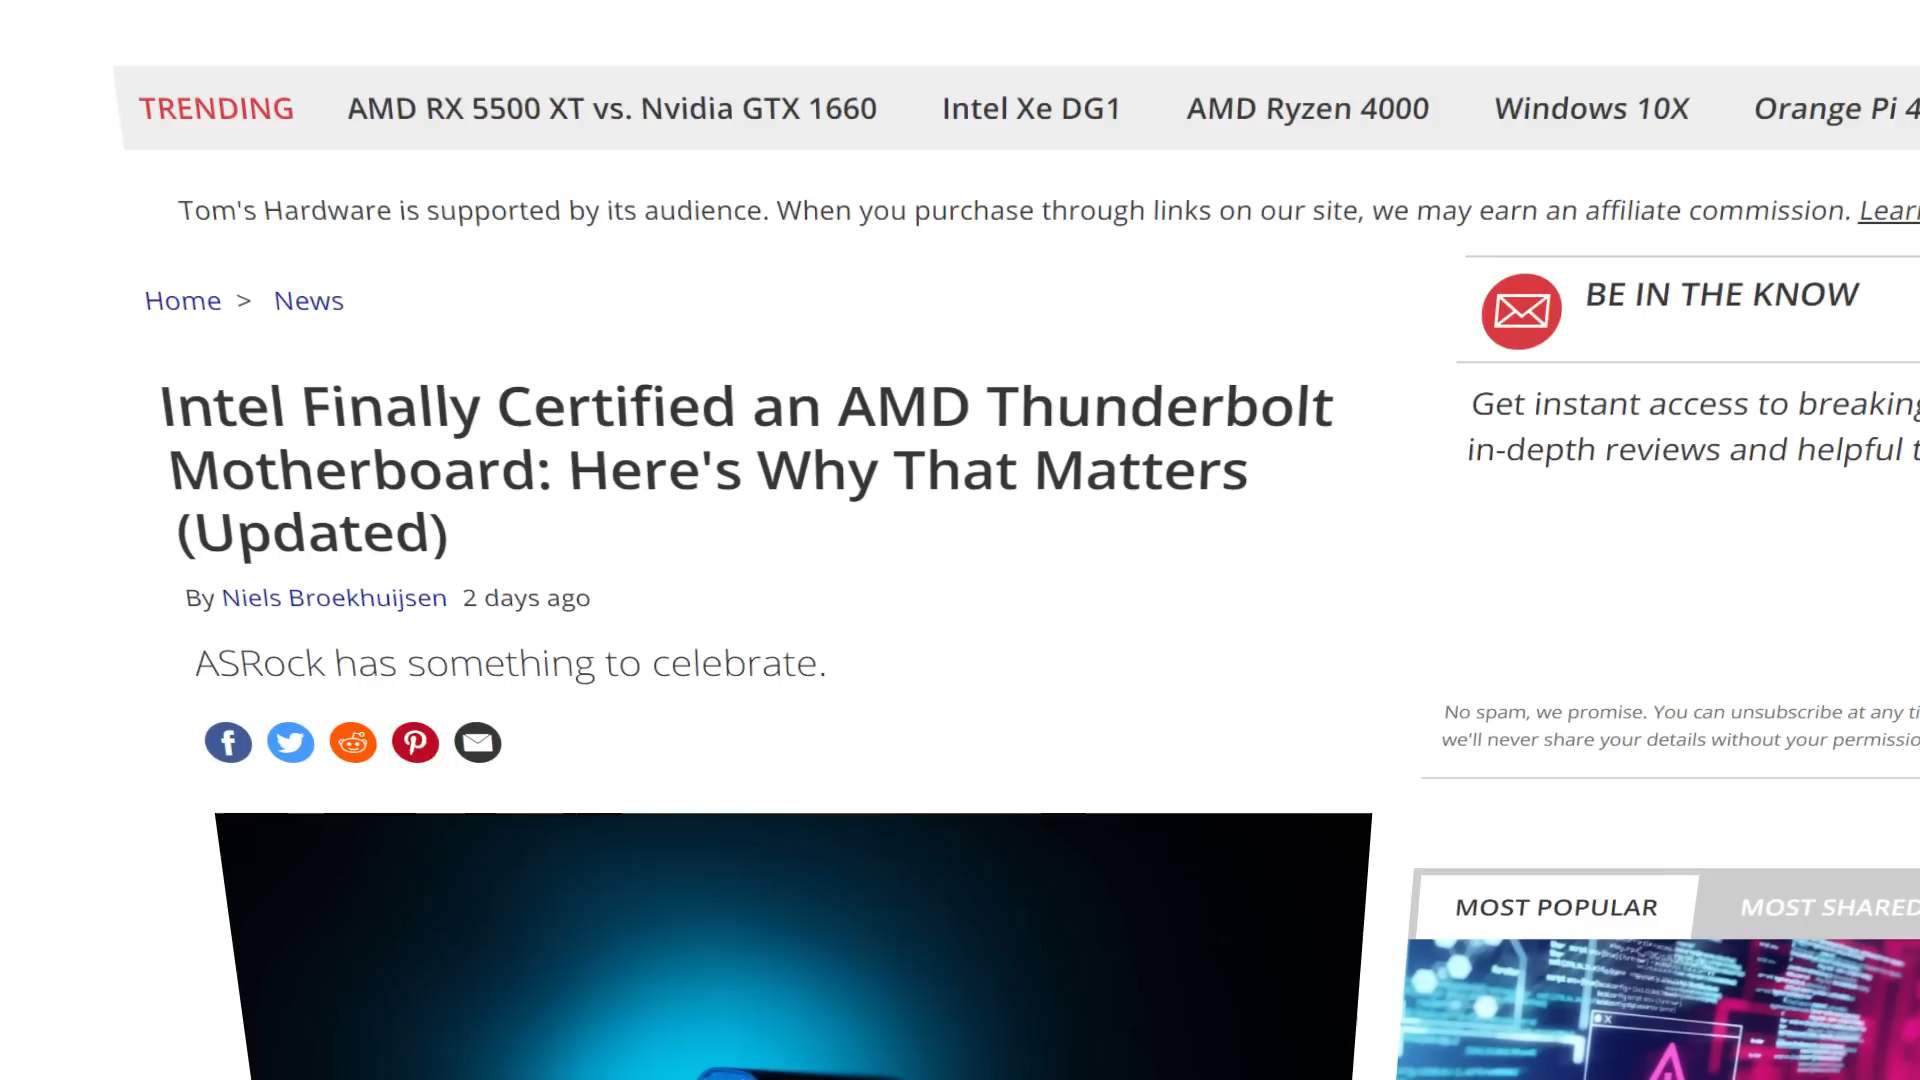 TRENDING AMD RX 5500 XT vs. Nvidia GTX 1660 Intel Xe DG1 AMD Ryzen 4000 Windows 10X Orange Pi 4
Tom's Hardware is supported by its audience. When you purchase through links on our site, we may earn an affiliate commission. Lear
Home > News
BE IN THE KNOW
Get instant access to breaking
in-depth reviews and helpful t
Intel Finally Certified an AMD Thunderbolt
Motherboard: Here's Why That Matters
(Updated)
By Niels Broekhuijsen 2 days ago
ASRock has something to celebrate.
No spam, we promise. You can unsubscribe at any ti
we'll never share your details without your permissio
MOST POPULAR MOST SHARED